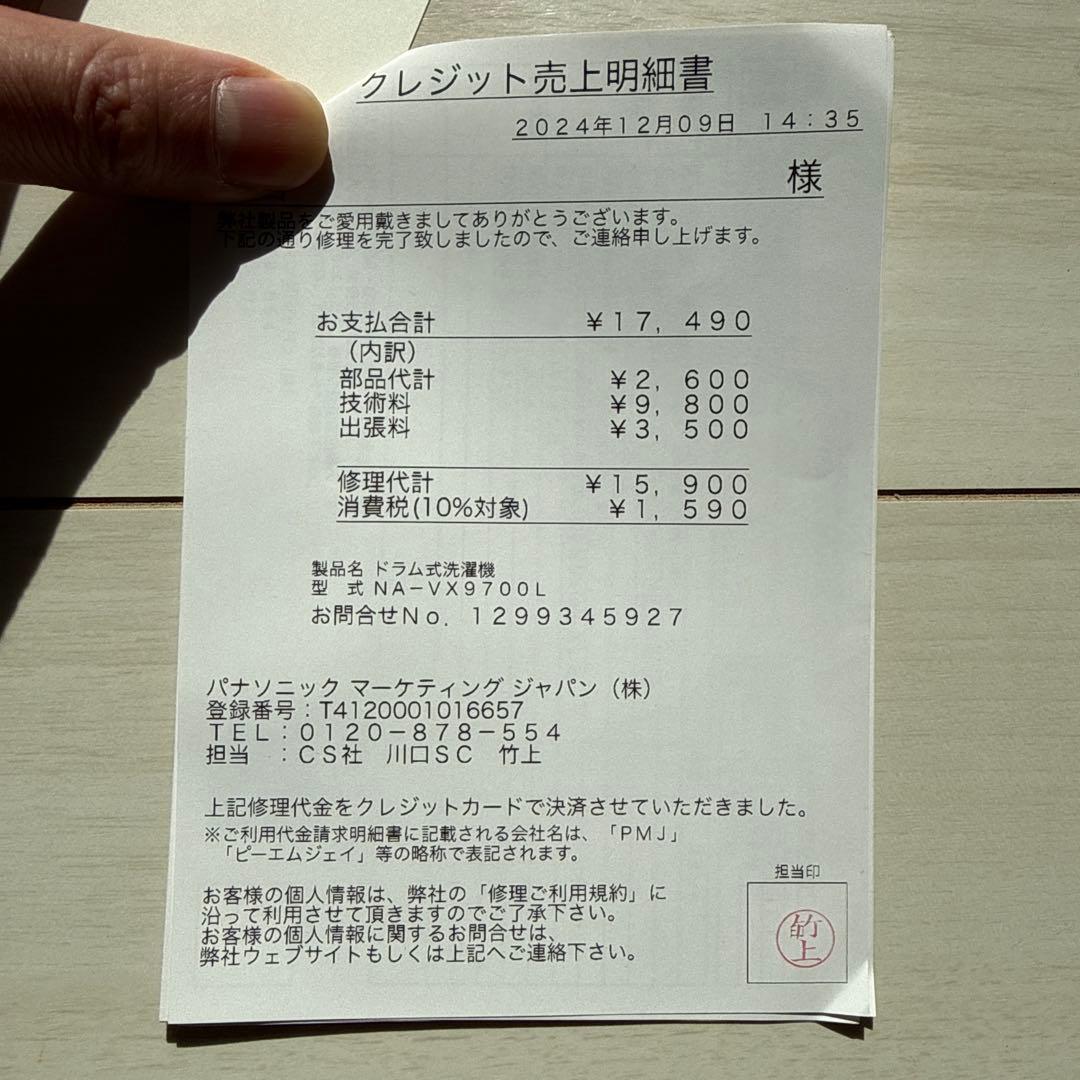 クレジット売上明細書
2024年12月09日 14:35
様
弊社製品をご愛用戴きましてありがとうございます。
下記の通り修理を完了致しましたので、ご連絡申し上げます。
お支払合計 ¥17,490
(内訳)
部品代計 ¥2,600
技術料 ¥9,800
出張料 ¥3,500
修理代計 ¥15,900
消費税(10%対象) ¥1,590
製品名 ドラム式洗濯機
型 式 NA-VX9700L
お問合せNo. 1299345927
パナソニック マーケティング ジャパン(株)
登録番号:T4120001016657
TEL:0120-878-554
担当 :CS社 川口SC 竹上
上記修理代金をクレジットカードで決済させていただきました。
※ご利用代金請求明細書に記載される会社名は、「PMJ」
「ピーエムジェイ」等の略称で表記されます。
担当印
竹上
お客様の個人情報は、弊社の「修理ご利用規約」に
沿って利用させて頂きますのでご了承下さい。
お客様の個人情報に関するお問合せは、
弊社ウェブサイトもしくは上記へご連絡下さい。